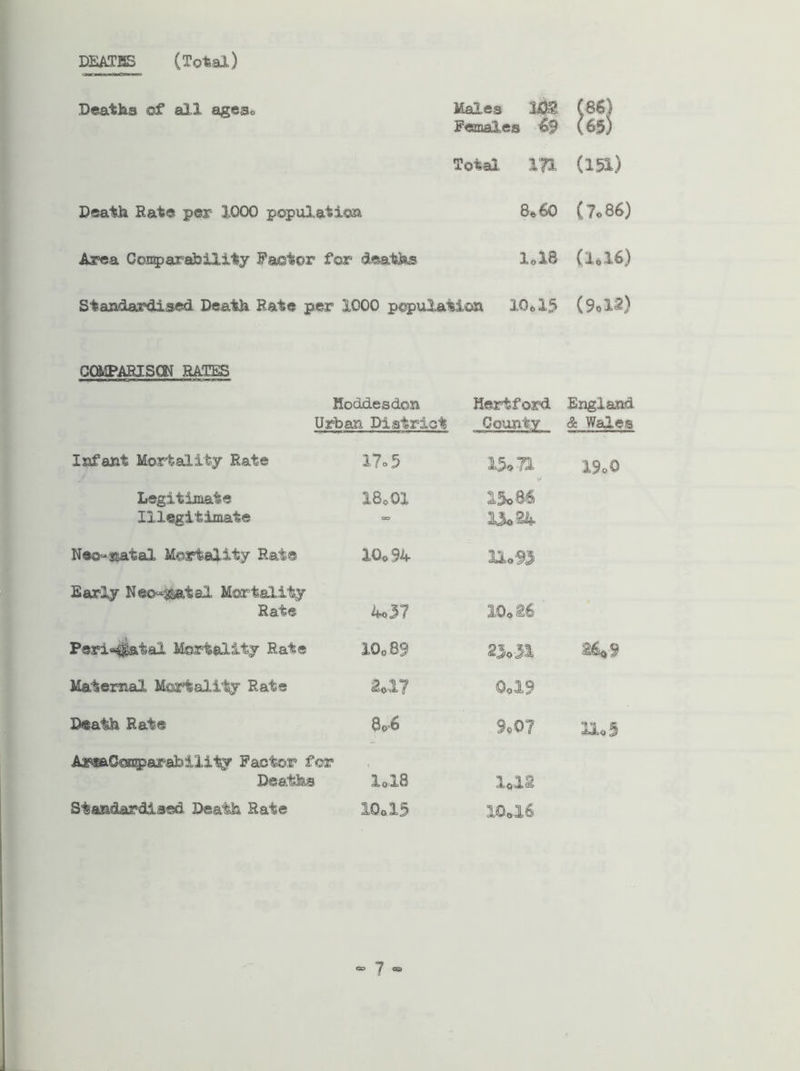 DEATHS (Total)
Deaths of all ages. Males 102 (86)
Females 69 (65)
Total 171 (151)
Death Rate per 1000 population 8.60 (7.86)
Area Comparability Factor for deaths 1.18 (1.16)
Standardised Death Rate per 1000 population 10.15 (9.12)
COMPARISON RATES
Hoddesdon Hertford England
Urban District County & Wales
Infant Mortality Rate 17.5 15.71 19.0
Legitimate 18.01 15.86
Illegitimate - 13.24
Neo-natal Mortality Rate 10.94 11.93
Early Neo-natal Mortality
Rate 4.37 10.26
Peri-natal Mortality Rate 10.89 23.31 26.9
Maternal Mortality Rate 2.17 0.19
Death Rate 8.6 9.07 11.5
Area Comparability Factor for
Deaths 1.18 1.12
Standardised Death Rate 10.15 10.16
- 7 -